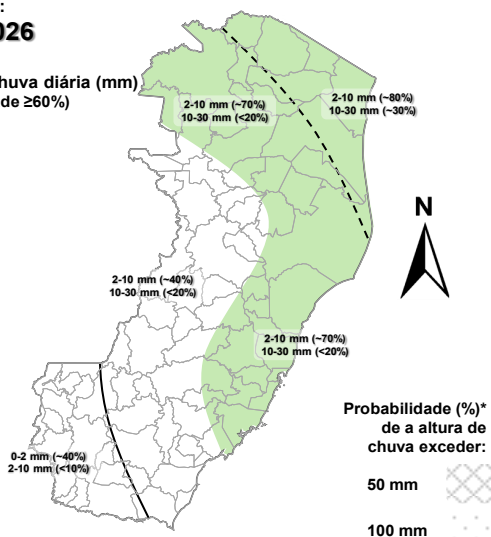 :
026
huva diária (mm)
de ≥60%)
2-10 mm (~70%)
10-30 mm (<20%)
2-10 mm (~80%)
10-30 mm (~30%)
N
2-10 mm (~40%)
10-30 mm (<20%)
2-10 mm (~70%)
10-30 mm (<20%)
0-2 mm (~40%)
2-10 mm (<10%)
Probabilidade (%)*
de a altura de
chuva exceder:
50 mm
100 mm